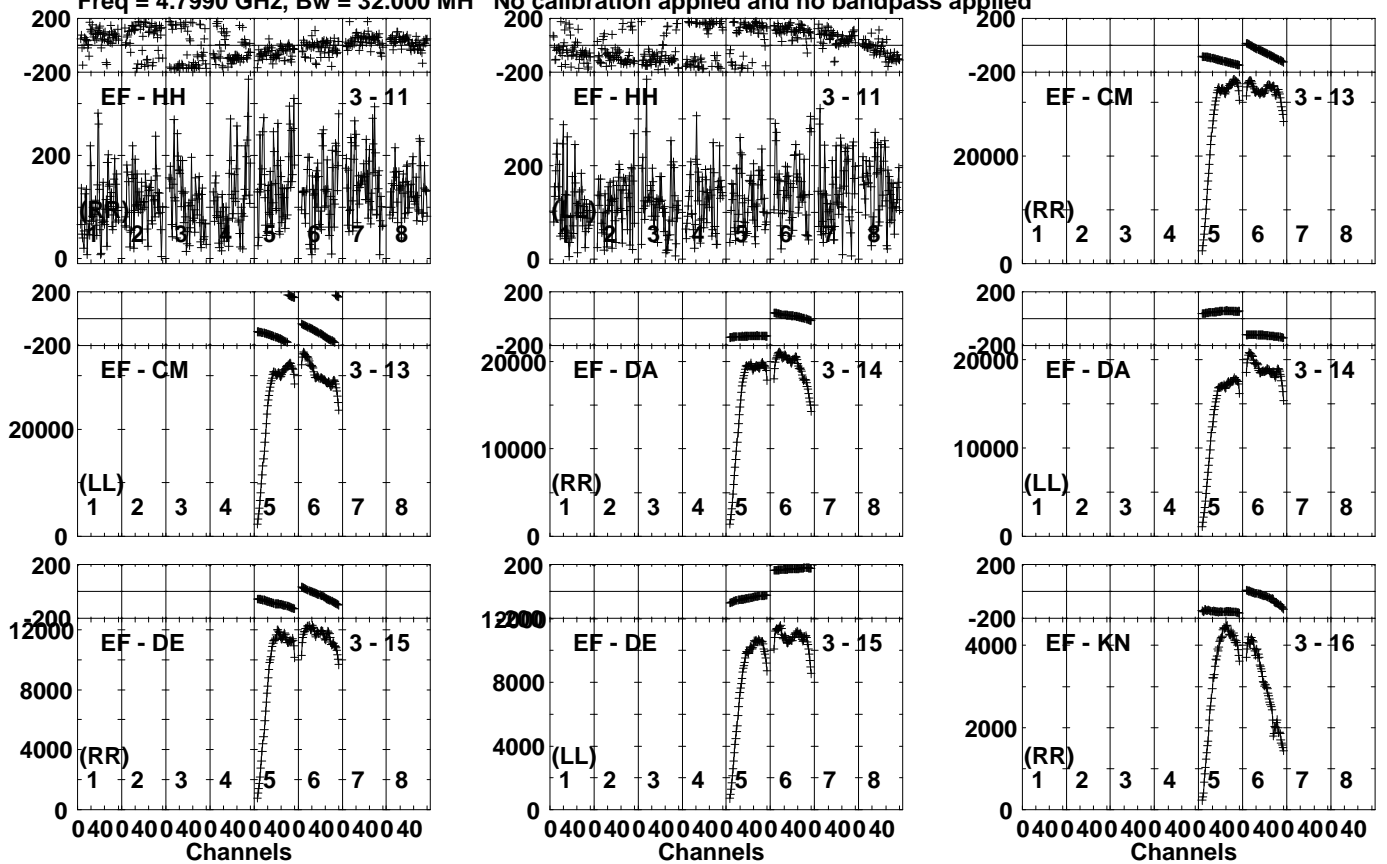 Freq = 4.7990 GHz, Bw = 32.000 MH No calibration applied and no bandpass applied
200
-200
EF - HH 3 - 11
200
(RR)
1 2 3 4 5 6 7 8
0
200
-200
EF - HH 3 - 11
200
(LL)
1 2 3 4 5 6 7 8
0
200
-200
EF - CM 3 - 13
20000
(RR)
1 2 3 4 5 6 7 8
0
200
-200
EF - CM 3 - 13
20000
(LL)
1 2 3 4 5 6 7 8
0
200
-200
20000
EF - DA 3 - 14
10000
(RR)
1 2 3 4 5 6 7 8
0
200
-200
20000
EF - DA 3 - 14
10000
(LL)
1 2 3 4 5 6 7 8
0
200
-200
12000
EF - DE 3 - 15
8000
4000
(RR)
1 2 3 4 5 6 7 8
0
0 40 0 40 0 40 0 40 0 40 0 40 0 40 0 40
Channels
200
-200
12000
EF - DE 3 - 15
8000
4000
(LL)
1 2 3 4 5 6 7 8
0
0 40 0 40 0 40 0 40 0 40 0 40 0 40 0 40
Channels
200
-200
EF - KN 3 - 16
4000
2000
(RR)
1 2 3 4 5 6 7 8
0
0 40 0 40 0 40 0 40 0 40 0 40 0 40 0 40
Channels